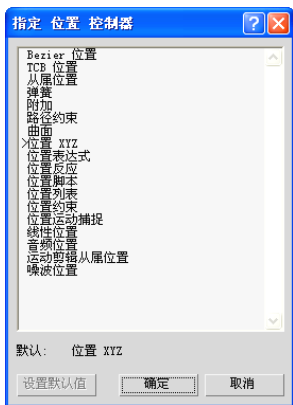 指定 位置 控制器
Bezier 位置
TCB 位置
从属位置
弹簧
附加
路径约束
曲面
>位置 XYZ
位置表达式
位置反应
位置脚本
位置列表
位置约束
位置运动捕捉
线性位置
音频位置
运动剪辑从属位置
噪波位置
默认: 位置 XYZ
设置默认值 确定 取消